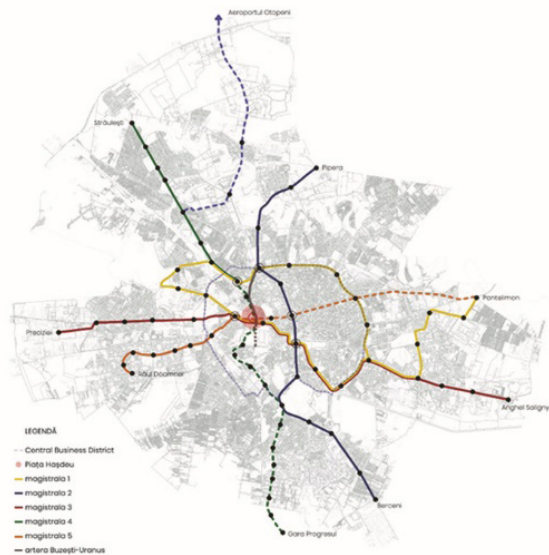 Aeroportul Otopeni
Străulești
Pipera
Pantelimon
Preciziei
Râul Doamnei
Anghel Saligny
Berceni
Gara Progresul
LEGENDĂ
Central Business District
Piața Hașdeu
magistrala 1
magistrala 2
magistrala 3
magistrala 4
magistrala 5
artera Buzești-Uranus